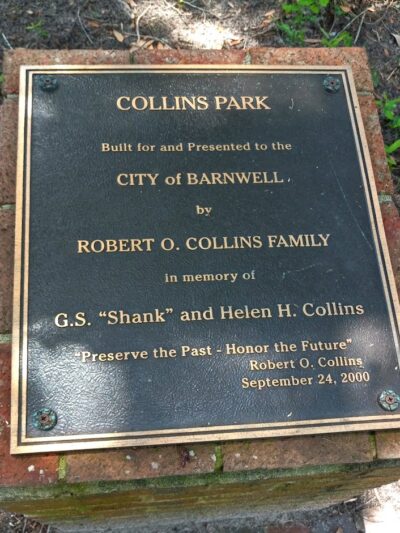 COLLINS PARK
Built for and Presented to the
CITY of BARNWELL
by
ROBERT O. COLLINS FAMILY
in memory of
G.S. "Shank" and Helen H. Collins
"Preserve the Past - Honor the Future"
Robert O. Collins
September 24, 2000